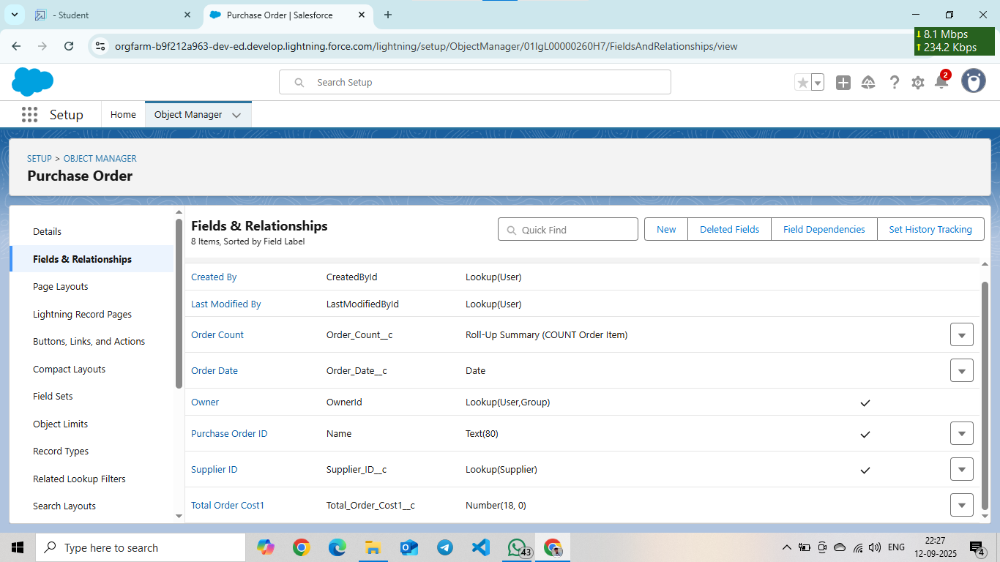 - Student
Purchase Order | Salesforce
8.1 Mbps
234.2 Kbps
orgfarm-b9f212a963-dev-ed.develop.lightning.force.com/lightning/setup/ObjectManager/01IgL00000260H7/FieldsAndRelationships/view
Search Setup
2
Setup
Home
Object Manager
SETUP > OBJECT MANAGER
Purchase Order
Details
Fields & Relationships
Page Layouts
Lightning Record Pages
Buttons, Links, and Actions
Compact Layouts
Field Sets
Object Limits
Record Types
Related Lookup Filters
Search Layouts
Fields & Relationships
8 Items, Sorted by Field Label
Quick Find
New
Deleted Fields
Field Dependencies
Set History Tracking
Created By CreatedById Lookup(User)
Last Modified By LastModifiedById Lookup(User)
Order Count Order_Count__c Roll-Up Summary (COUNT Order Item)
Order Date Order_Date__c Date
Owner OwnerId Lookup(User,Group)
Purchase Order ID Name Text(80)
Supplier ID Supplier_ID__c Lookup(Supplier)
Total Order Cost1 Total_Order_Cost1__c Number(18, 0)
Type here to search
43
ENG
22:27
12-09-2025
4